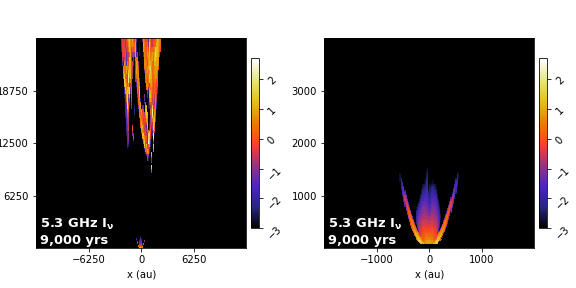 18750
12500
6250
−6250 0 6250
x (au)
5.3 GHz Iν
9,000 yrs
2
1
0
−1
−2
−3
3000
2000
1000
−1000 0 1000
x (au)
5.3 GHz Iν
9,000 yrs
2
1
0
−1
−2
−3